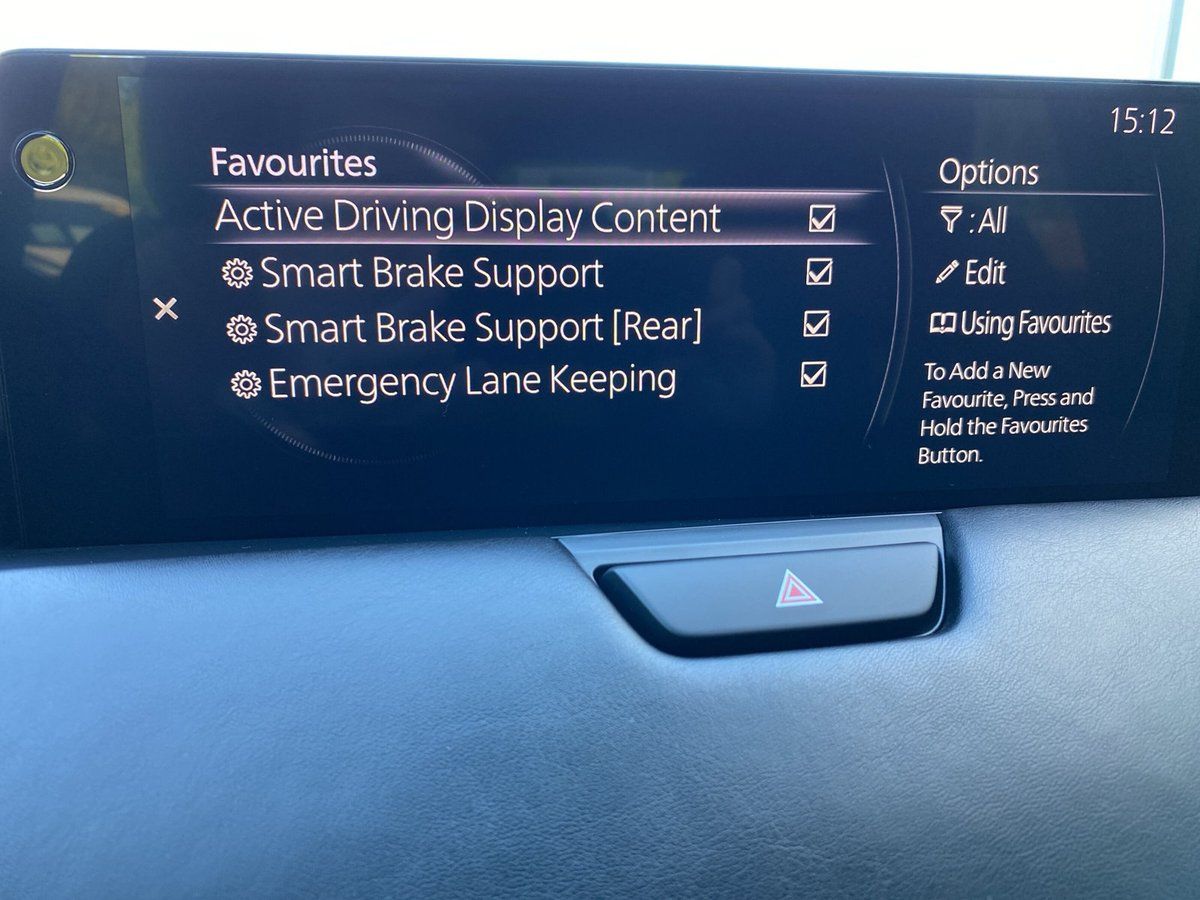 15:12
Favourites
Active Driving Display Content
Smart Brake Support
Smart Brake Support [Rear]
Emergency Lane Keeping
Options
: All
Edit
Using Favourites
To Add a New
Favourite, Press and
Hold the Favourites
Button.